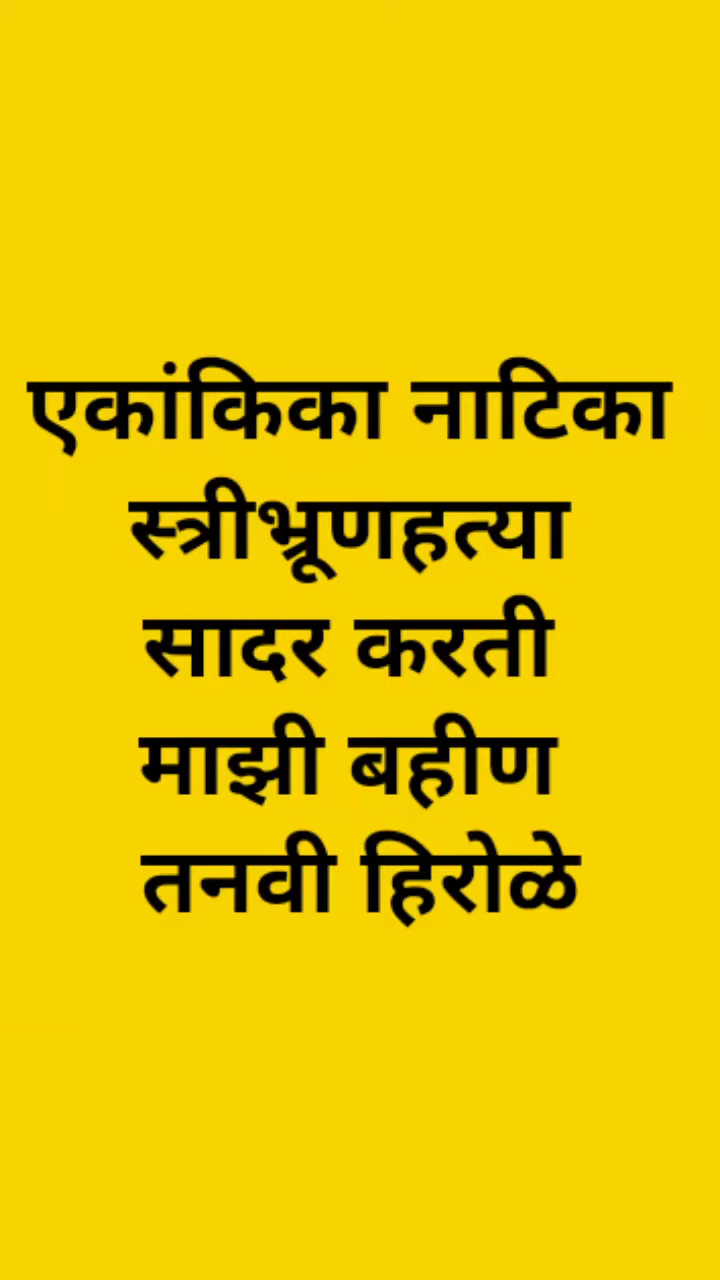 एकांकिका नाटिका
स्त्रीभ्रूणहत्या
सादर करती
माझी बहीण
तनवी हिरोळे